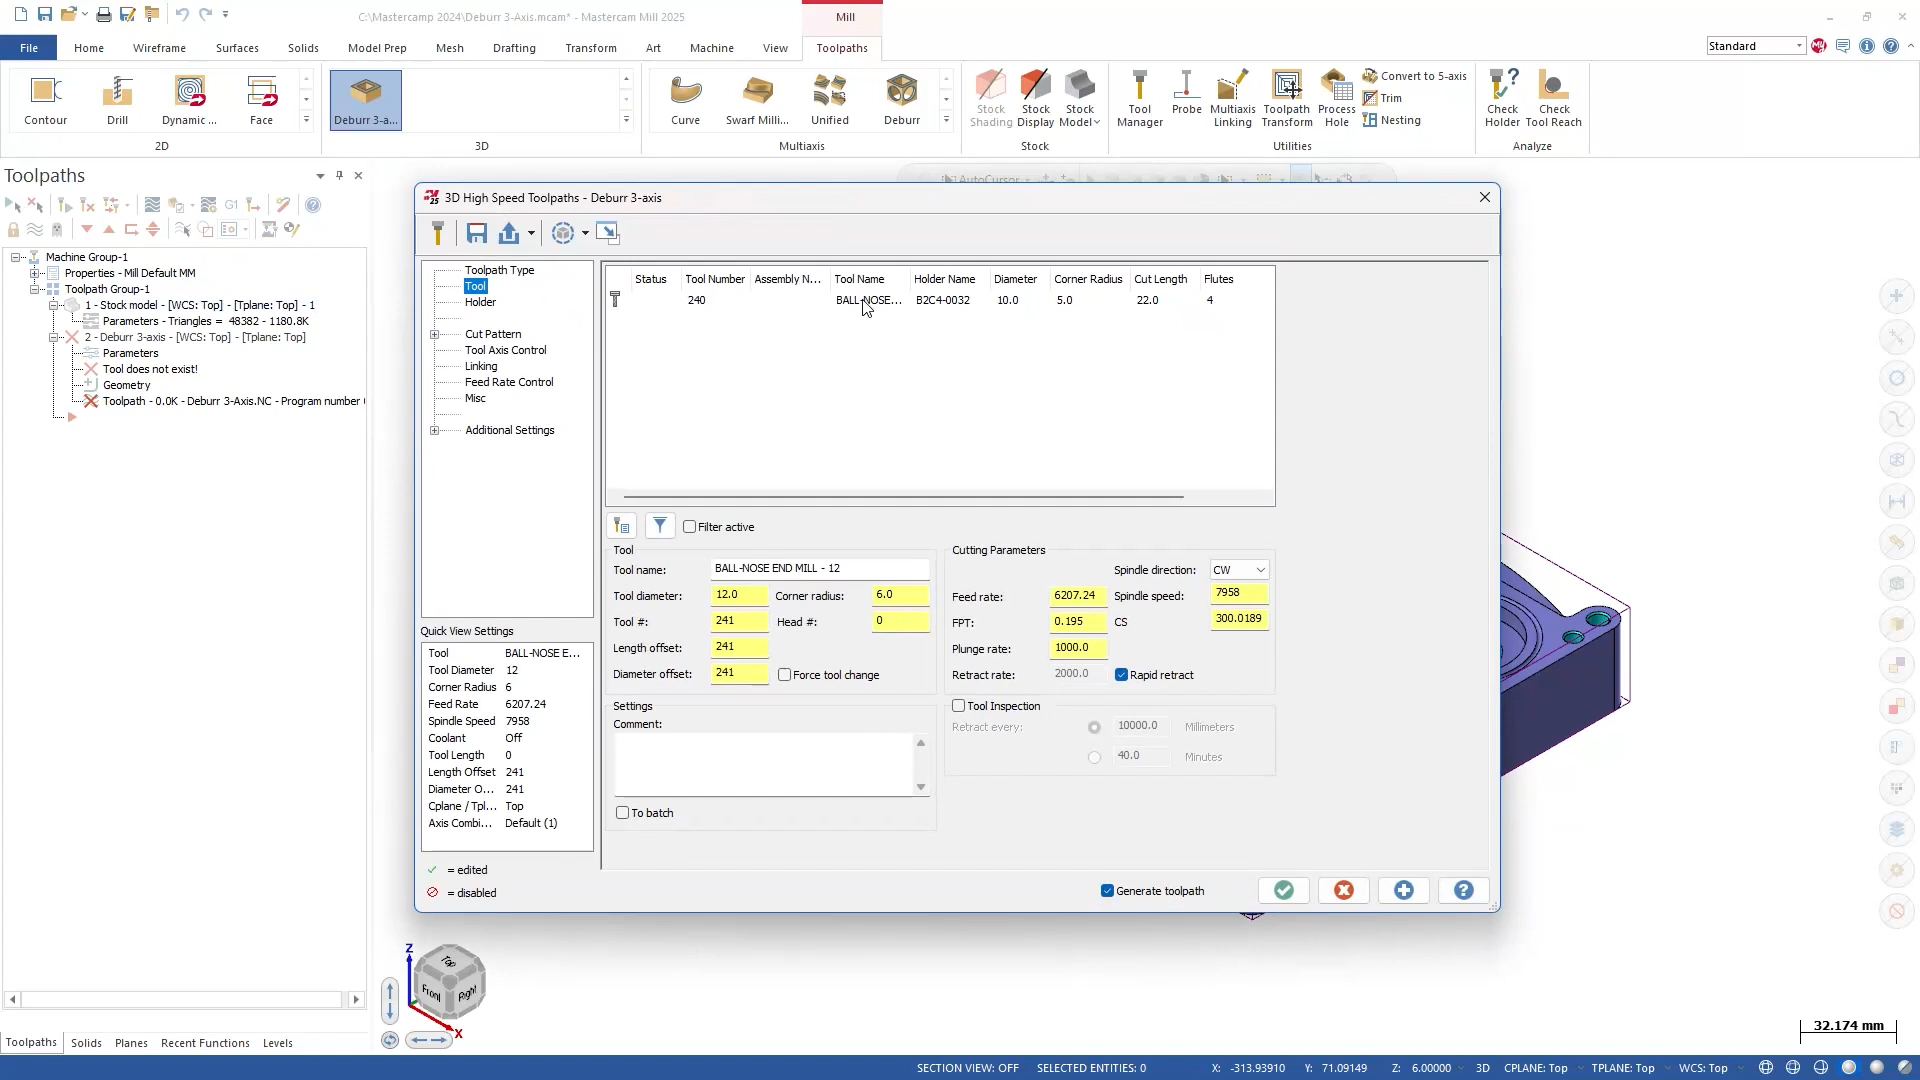 C:\Mastercamp 2024\Deburr 3-Axis.mcam* - Mastercam Mill 2025
Mill
File
Home
Wireframe
Surfaces
Solids
Model Prep
Mesh
Drafting
Transform
Art
Machine
View
Toolpaths
Standard
Contour
Drill
Dynamic ...
Face
Deburr 3-a...
Curve
Swarf Milli...
Unified
Deburr
Stock Shading
Stock Display
Stock Model
Tool Manager
Probe
Multiaxis Linking
Toolpath Transform
Process Hole
Convert to 5-axis
Trim
Nesting
Check Holder
Check Tool Reach
2D
3D
Multiaxis
Stock
Utilities
Analyze
Toolpaths
G1
Machine Group-1
Properties - Mill Default MM
Toolpath Group-1
1 - Stock model - [WCS: Top] - [Tplane: Top] - 1
Parameters - Triangles = 48382 - 1180.8K
2 - Deburr 3-axis - [WCS: Top] - [Tplane: Top]
Parameters
Tool does not exist!
Geometry
Toolpath - 0.0K - Deburr 3-Axis.NC - Program number
AutoCursor
3D High Speed Toolpaths - Deburr 3-axis
Toolpath Type
Tool
Holder
Cut Pattern
Tool Axis Control
Linking
Feed Rate Control
Misc
Additional Settings
Status Tool Number Assembly N... Tool Name Holder Name Diameter Corner Radius Cut Length Flutes
240 BALL-NOSE... B2C4-0032 10.0 5.0 22.0 4
Filter active
Tool
Tool name: BALL-NOSE END MILL - 12
Tool diameter: 12.0 Corner radius: 6.0
Tool #: 241 Head #: 0
Length offset: 241
Diameter offset: 241 Force tool change
Cutting Parameters
Spindle direction: CW
Feed rate: 6207.24 Spindle speed: 7958
FPT: 0.195 CS 300.0189
Plunge rate: 1000.0
Retract rate: 2000.0 Rapid retract
Settings
Comment:
To batch
Tool Inspection
Retract every: 10000.0 Millimeters
40.0 Minutes
Quick View Settings
Tool BALL-NOSE E...
Tool Diameter 12
Corner Radius 6
Feed Rate 6207.24
Spindle Speed 7958
Coolant Off
Tool Length 0
Length Offset 241
Diameter O... 241
Cplane / Tpl... Top
Axis Combi... Default (1)
= edited
= disabled
Generate toolpath
Z
Top
Front
Right
X
32.174 mm
Toolpaths
Solids
Planes
Recent Functions
Levels
SECTION VIEW: OFF SELECTED ENTITIES: 0 X: -313.93910 Y: 71.09149 Z: 6.00000 3D CPLANE: Top TPLANE: Top WCS: Top